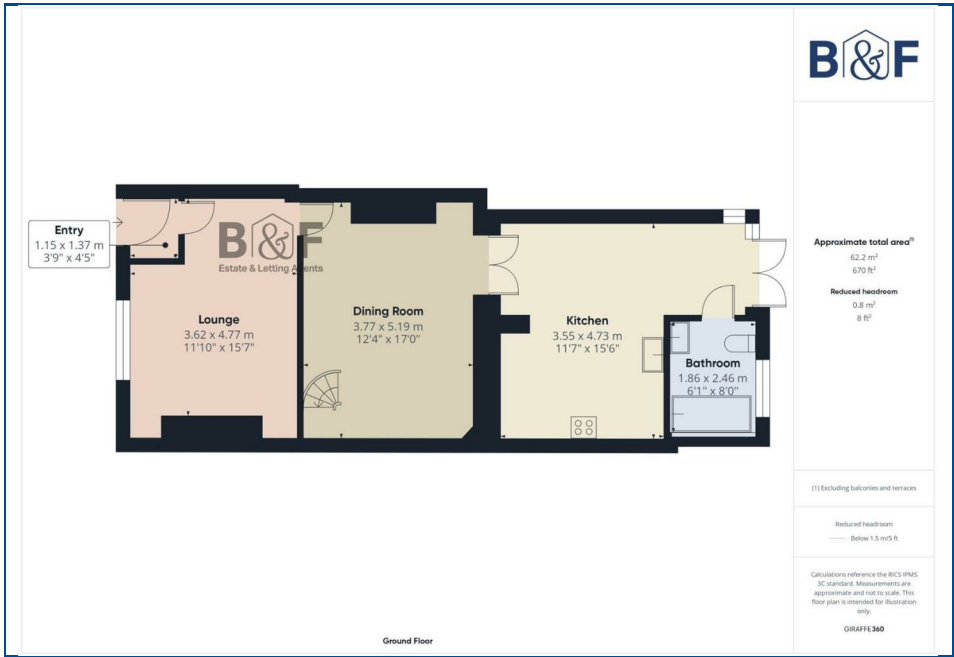 B&F
Entry
1.15 x 1.37 m
3'9" x 4'5"
B&F
Estate & Letting Agents
Lounge
3.62 x 4.77 m
11'10" x 15'7"
Dining Room
3.77 x 5.19 m
12'4" x 17'0"
Kitchen
3.55 x 4.73 m
11'7" x 15'6"
Bathroom
1.86 x 2.46 m
6'1" x 8'0"
Ground Floor
Approximate total area⁽¹⁾
62.2 m²
670 ft²
Reduced headroom
0.8 m²
8 ft²
(1) Excluding balconies and terraces
Reduced headroom
Below 1.5 m/5 ft
Calculations reference the RICS IPMS
3C standard. Measurements are
approximate and not to scale. This
floor plan is intended for illustration
only.
GIRAFFE360